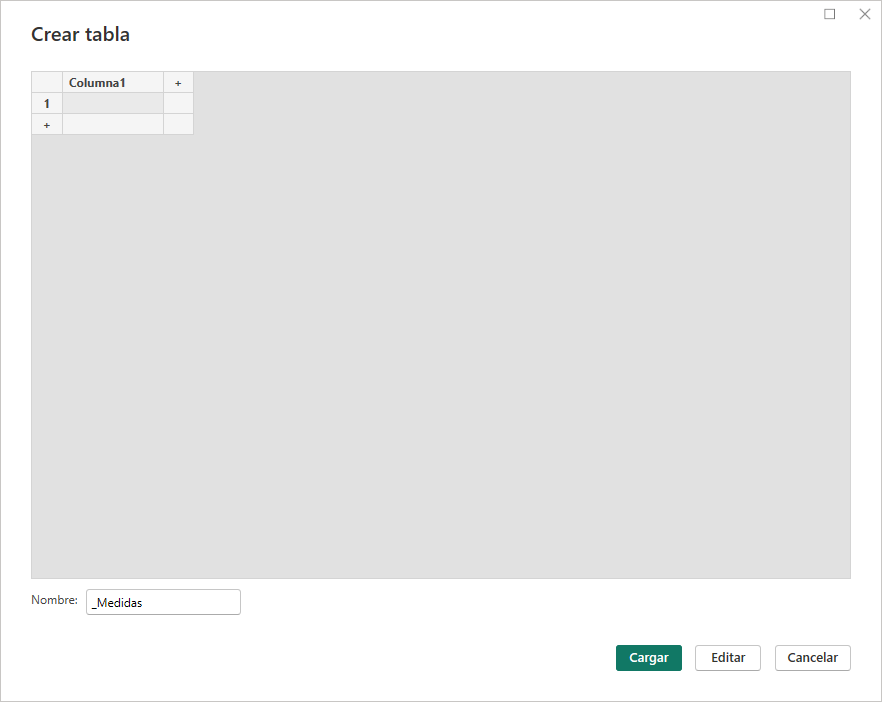 Crear tabla
Columna1 +
1
+
Nombre: _Medidas
Cargar Editar Cancelar